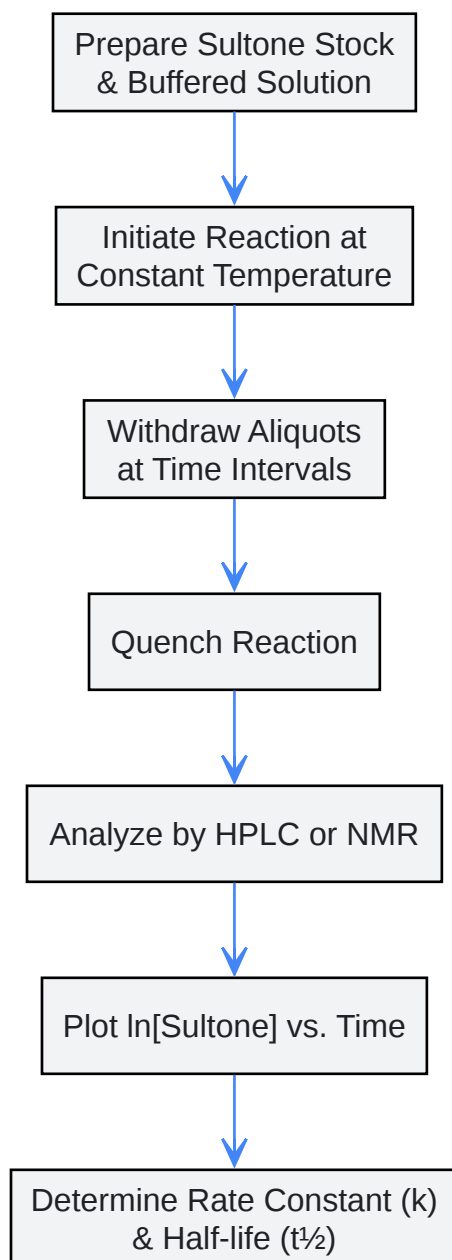 Prepare Sultone Stock
& Buffered Solution
Initiate Reaction at
Constant Temperature
Withdraw Aliquots
at Time Intervals
Quench Reaction
Analyze by HPLC or NMR
Plot ln[Sultone] vs. Time
Determine Rate Constant (k)
& Half-life (t½)